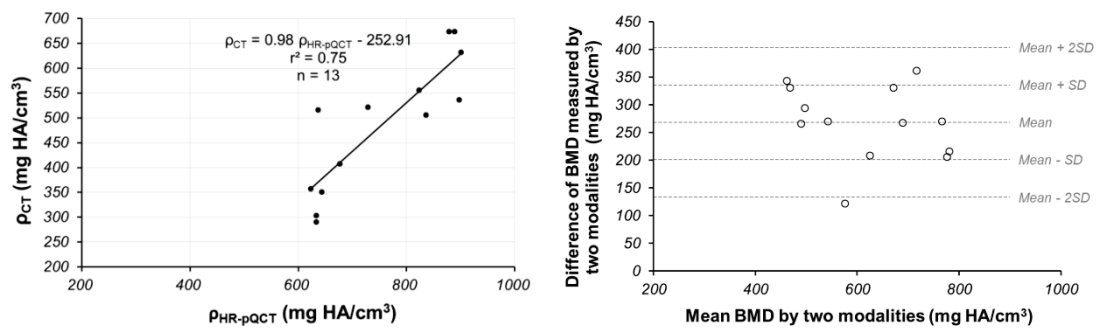 700
650
600
550
500
450
400
350
300
250
200
ρCT (mg HA/cm³)
ρCT = 0.98 ρHR-pQCT - 252.91
r² = 0.75
n = 13
200 400 600 800 1000
ρHR-pQCT (mg HA/cm³)
450
400
350
300
250
200
150
100
50
0
Difference of BMD measured by
two modalities (mg HA/cm³)
Mean + 2SD
Mean + SD
Mean
Mean - SD
Mean - 2SD
200 400 600 800 1000
Mean BMD by two modalities (mg HA/cm³)